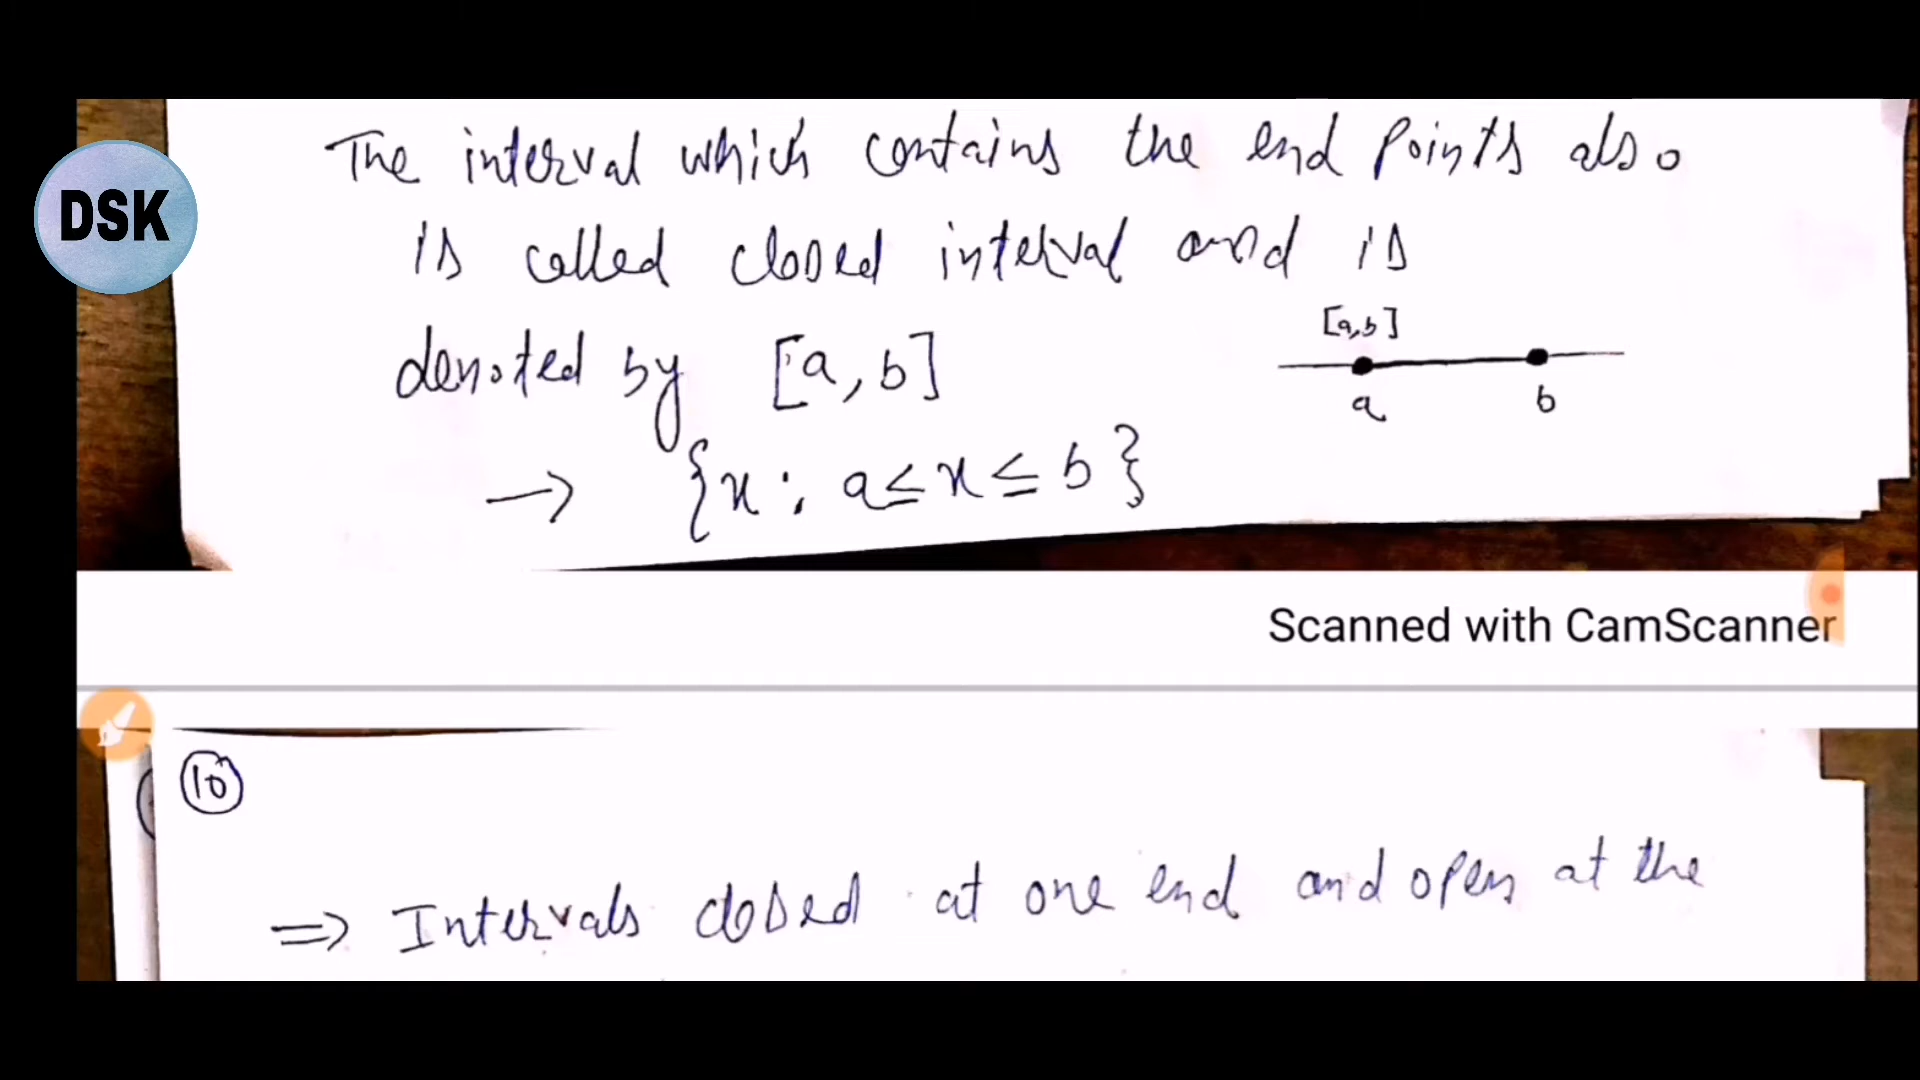 The interval which contains the end points also
DSK
is called closed interval and is
[a,b]
denoted by [a, b]
a b
→ {x : a≤x≤b}
Scanned with CamScanner
10
⇒ Intervals closed at one end and open at the